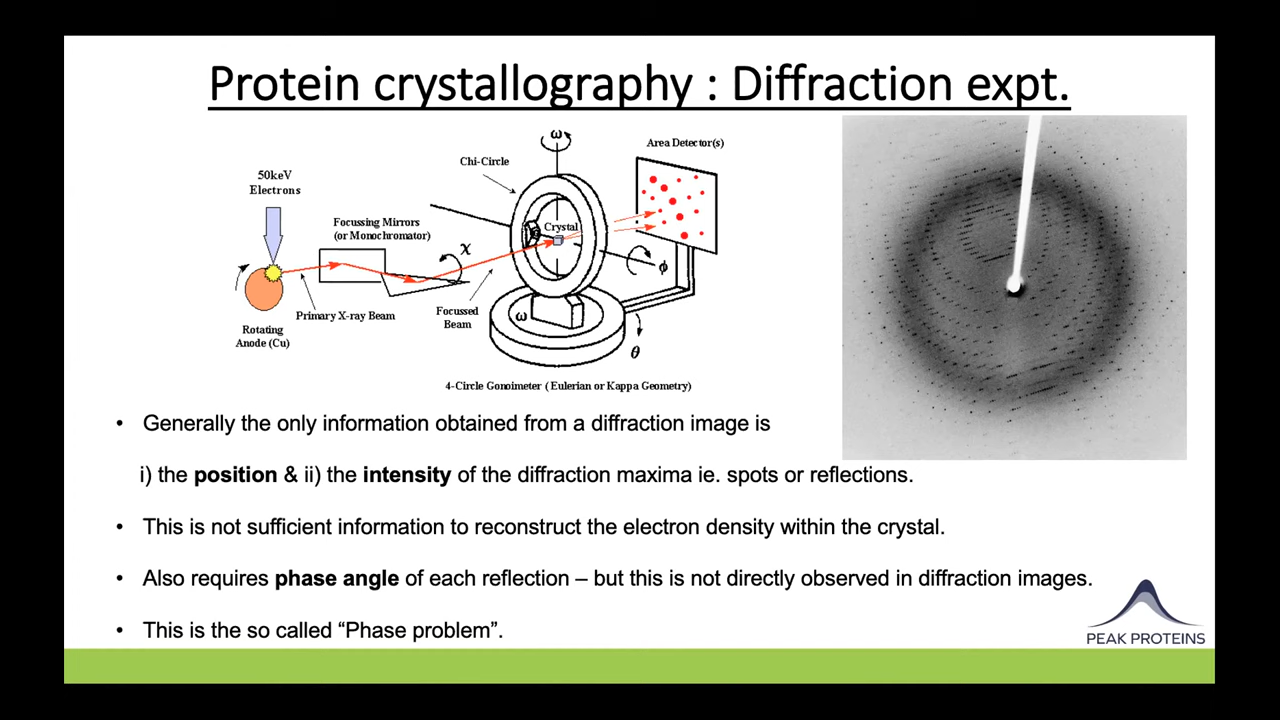 Protein crystallography : Diffraction expt.
50keV
Electrons
Focussing Mirrors
(or Monochromator)
Primary X-ray Beam
Rotating
Anode (Cu)
χ
Focussed
Beam
Chi-Circle
ω
Crystal
ϕ
ω
θ
Area Detector(s)
4-Circle Gonoimeter ( Eulerian or Kappa Geometry)
• Generally the only information obtained from a diffraction image is
i) the position & ii) the intensity of the diffraction maxima ie. spots or reflections.
• This is not sufficient information to reconstruct the electron density within the crystal.
• Also requires phase angle of each reflection – but this is not directly observed in diffraction images.
• This is the so called “Phase problem”.
PEAK PROTEINS